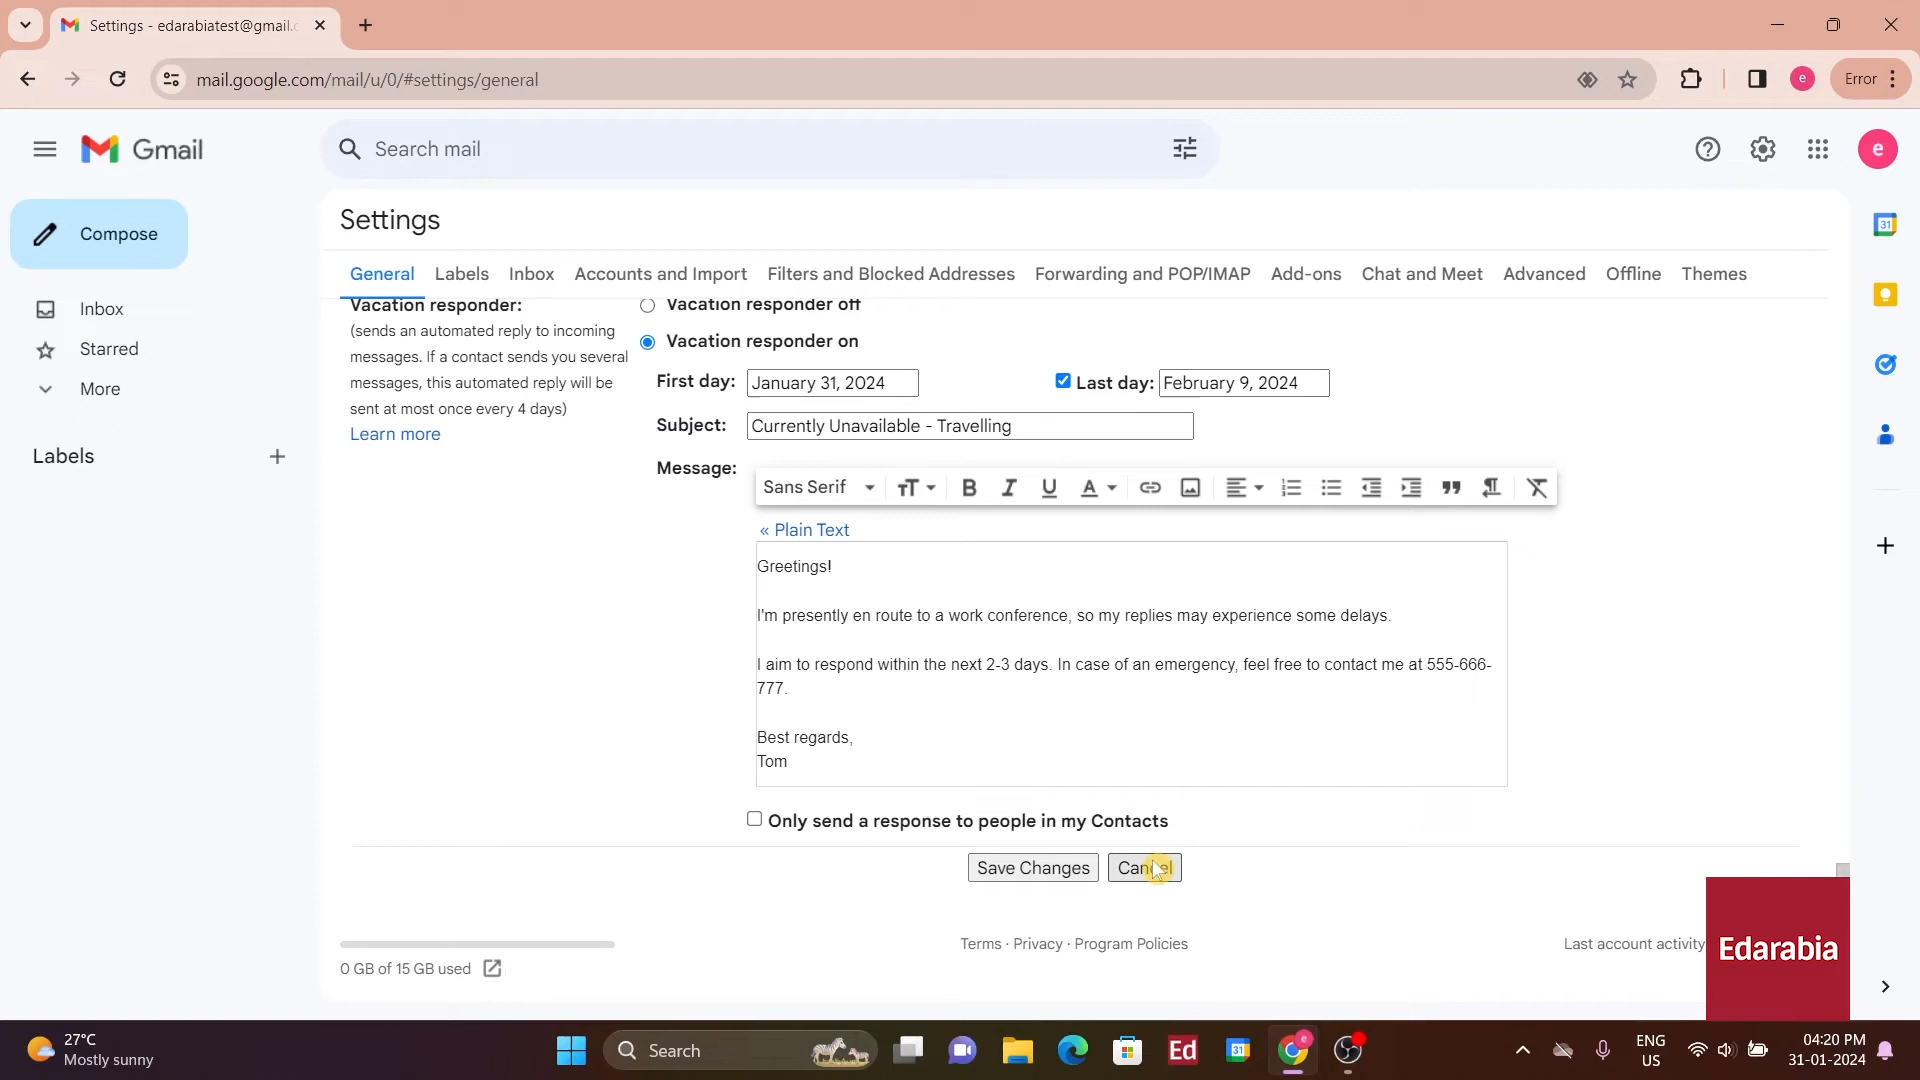 Settings - edarabiatest@gmail.c
mail.google.com/mail/u/0/#settings/general
e
Error
Gmail
Search mail
e
Compose
Settings
31
General Labels Inbox Accounts and Import Filters and Blocked Addresses Forwarding and POP/IMAP Add-ons Chat and Meet Advanced Offline Themes
Inbox
Starred
More
Labels
Vacation responder:
(sends an automated reply to incoming
messages. If a contact sends you several
messages, this automated reply will be
sent at most once every 4 days)
Learn more
Vacation responder off
Vacation responder on
First day: January 31, 2024 Last day: February 9, 2024
Subject: Currently Unavailable - Travelling
Message:
Sans Serif
« Plain Text
Greetings!
I'm presently en route to a work conference, so my replies may experience some delays.
I aim to respond within the next 2-3 days. In case of an emergency, feel free to contact me at 555-666-
777.
Best regards,
Tom
Only send a response to people in my Contacts
Save Changes Cancel
Terms · Privacy · Program Policies
Last account activity
0 GB of 15 GB used
Edarabia
27°C
Mostly sunny
Search
Ed
31
ENG
US
04:20 PM
31-01-2024